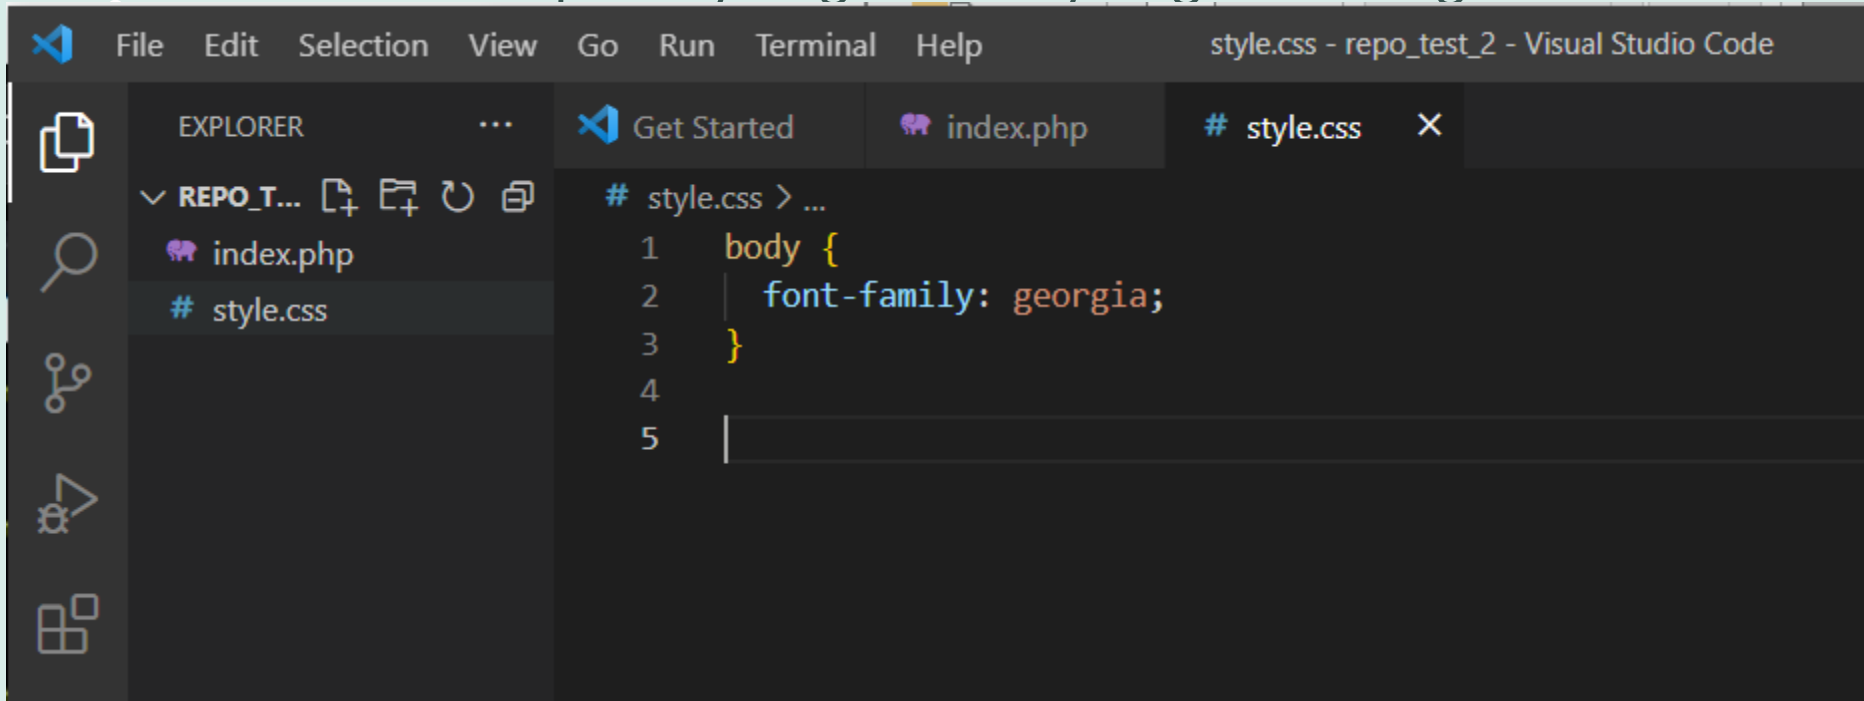 File Edit Selection View Go Run Terminal Help style.css - repo_test_2 - Visual Studio Code
EXPLORER ···
REPO_T...
index.php
# style.css
Get Started index.php # style.css ×
# style.css > ...
1 body {
2 font-family: georgia;
3 }
4
5